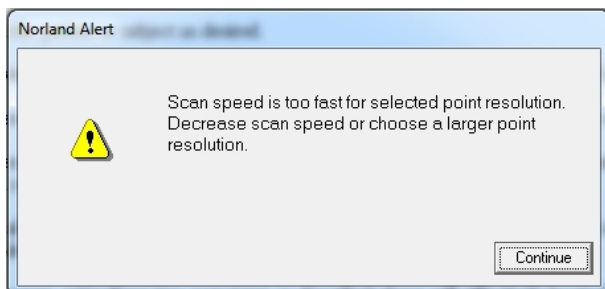 Norland Alert
Scan speed is too fast for selected point resolution.
Decrease scan speed or choose a larger point
resolution.
Continue